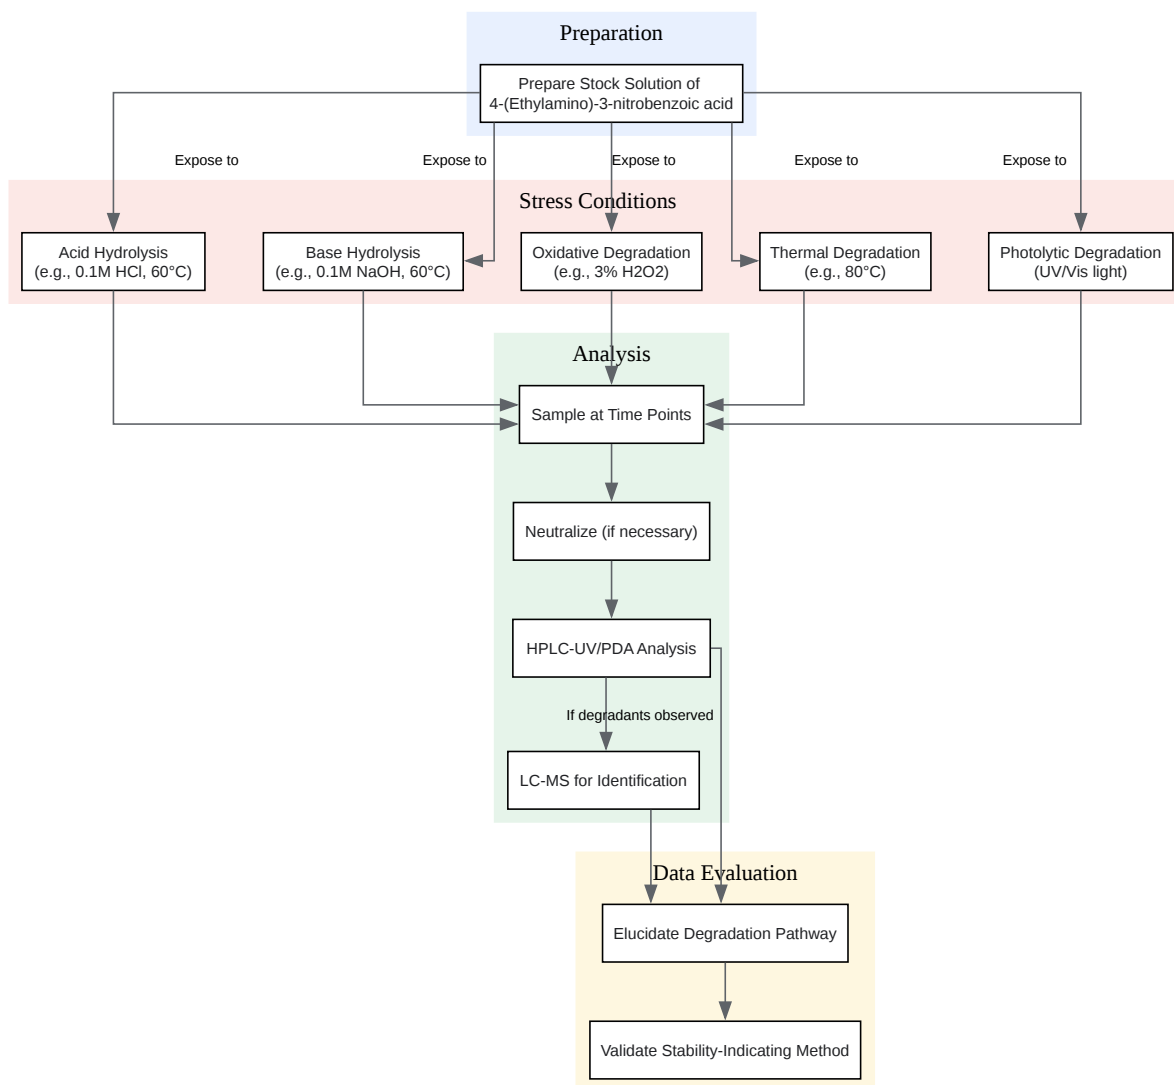 Preparation
Prepare Stock Solution of
4-(Ethylamino)-3-nitrobenzoic acid
Expose to
Expose to
Expose to
Expose to
Expose to
Stress Conditions
Acid Hydrolysis
(e.g., 0.1M HCl, 60°C)
Base Hydrolysis
(e.g., 0.1M NaOH, 60°C)
Oxidative Degradation
(e.g., 3% H2O2)
Thermal Degradation
(e.g., 80°C)
Photolytic Degradation
(UV/Vis light)
Analysis
Sample at Time Points
Neutralize (if necessary)
HPLC-UV/PDA Analysis
If degradants observed
LC-MS for Identification
Data Evaluation
Elucidate Degradation Pathway
Validate Stability-Indicating Method